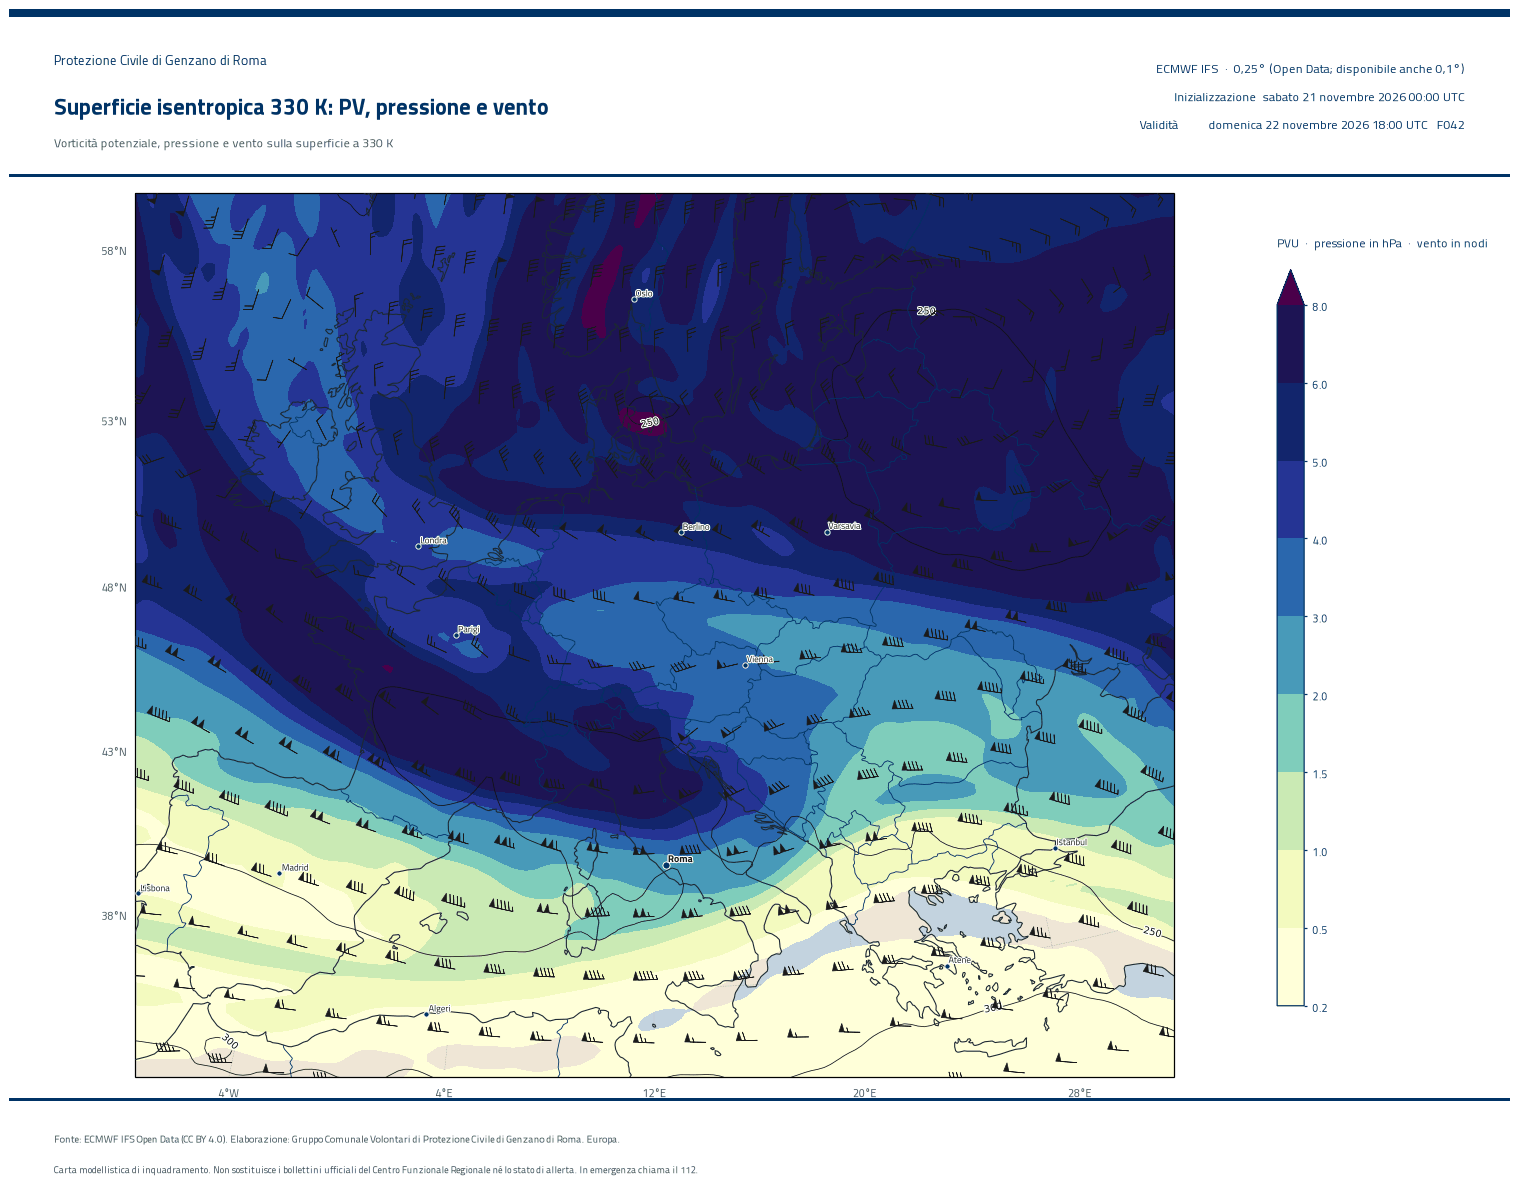 Protezione Civile di Genzano di Roma
Superficie isentropica 330 K: PV, pressione e vento
Vorticità potenziale, pressione e vento sulla superficie a 330 K
ECMWF IFS · 0,25° (Open Data; disponibile anche 0,1°)
Inizializzazione sabato 21 novembre 2026 00:00 UTC
Validità domenica 22 novembre 2026 18:00 UTC F042
PVU · pressione in hPa · vento in nodi
58°N
53°N
48°N
43°N
38°N
4°W
4°E
12°E
20°E
28°E
8.0
6.0
5.0
4.0
3.0
2.0
1.5
1.0
0.5
0.2
Oslo
250
250
Berlino
Varsavia
Londra
Parigi
Vienna
Roma
Istanbul
Madrid
Lisbona
250
Atene
300
Algeri
300
Fonte: ECMWF IFS Open Data (CC BY 4.0). Elaborazione: Gruppo Comunale Volontari di Protezione Civile di Genzano di Roma. Europa.
Carta modellistica di inquadramento. Non sostituisce i bollettini ufficiali del Centro Funzionale Regionale né lo stato di allerta. In emergenza chiama il 112.